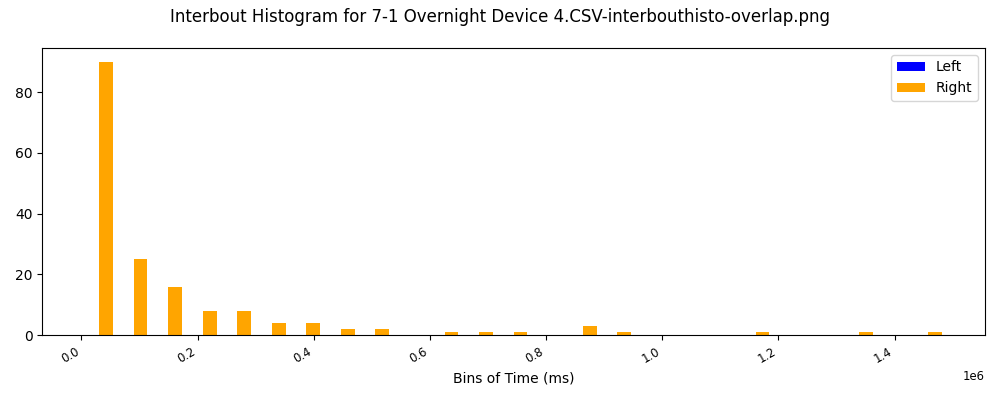 Interbout Histogram for 7-1 Overnight Device 4.CSV-interbouthisto-overlap.png
Left
Right
80
60
40
20
0
0.0
0.2
0.4
0.6
0.8
1.0
1.2
1.4
1e6
Bins of Time (ms)